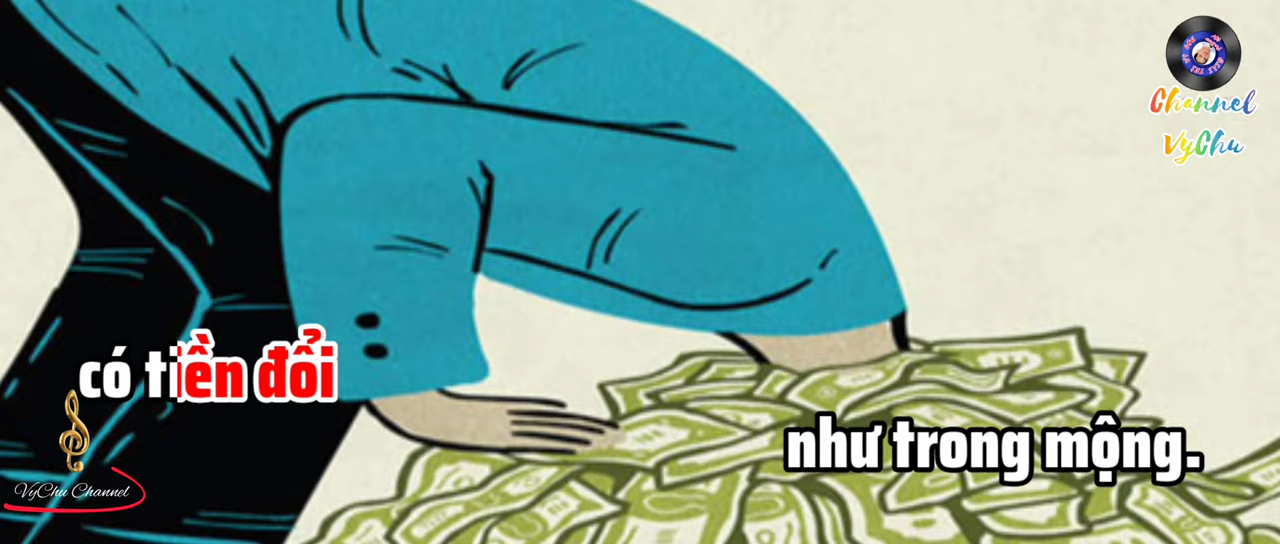 Channel
VyChu
có tiền đổi
như trong mộng.
VyChu Channel